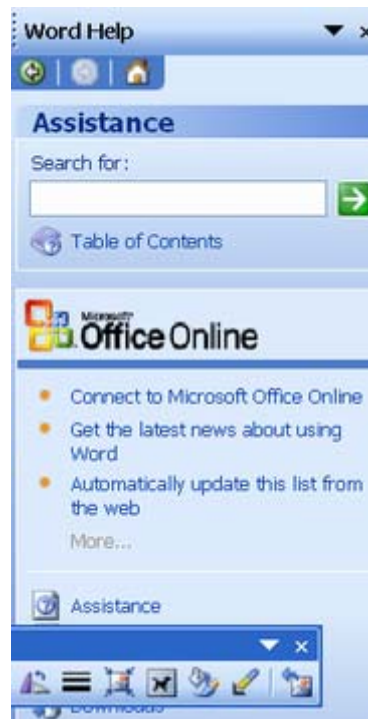 Word Help
Assistance
Search for:
Table of Contents
Microsoft
Office Online
Connect to Microsoft Office Online
Get the latest news about using
Word
Automatically update this list from
the web
More...
Assistance
Downloads